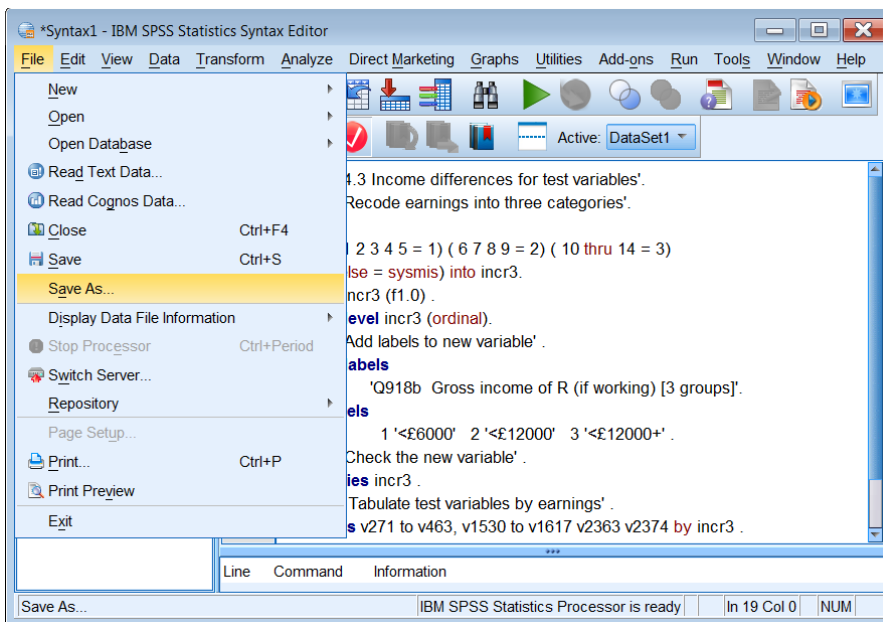 *Syntax1 - IBM SPSS Statistics Syntax Editor
File Edit View Data Transform Analyze Direct Marketing Graphs Utilities Add-ons Run Tools Window Help
New
Open
Open Database
Read Text Data...
Read Cognos Data...
Close Ctrl+F4
Save Ctrl+S
Save As...
Display Data File Information
Stop Processor Ctrl+Period
Switch Server...
Repository
Page Setup...
Print... Ctrl+P
Print Preview
Exit
Active: DataSet1
4.3 Income differences for test variables'.
Recode earnings into three categories'.
2 3 4 5 = 1) ( 6 7 8 9 = 2) ( 10 thru 14 = 3)
lse = sysmis) into incr3.
ncr3 (f1.0) .
evel incr3 (ordinal).
Add labels to new variable' .
abels
'Q918b Gross income of R (if working) [3 groups]'.
els
1 '<£6000' 2 '<£12000' 3 '<£12000+' .
Check the new variable' .
ies incr3 .
Tabulate test variables by earnings' .
s v271 to v463, v1530 to v1617 v2363 v2374 by incr3 .
Line Command Information
Save As... IBM SPSS Statistics Processor is ready In 19 Col 0 NUM